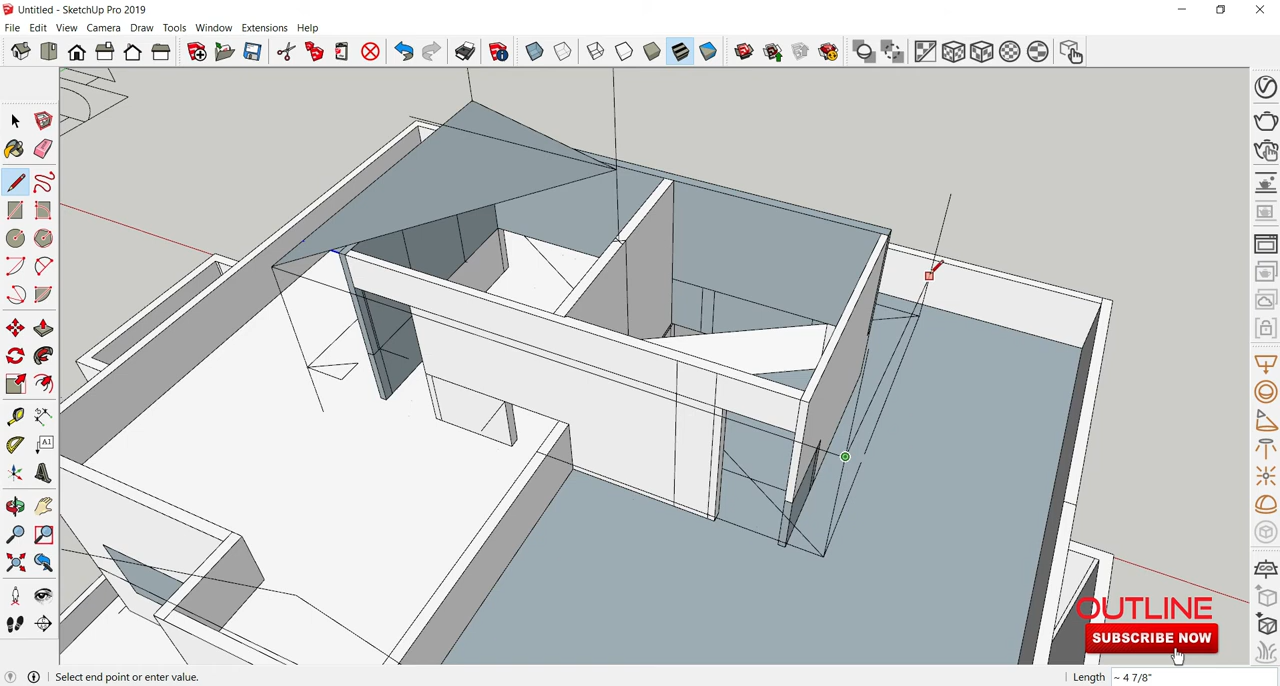 Untitled - SketchUp Pro 2019
File Edit View Camera Draw Tools Window Extensions Help
A1
OUTLINE
SUBSCRIBE NOW
Select end point or enter value.
Length ~ 4 7/8"